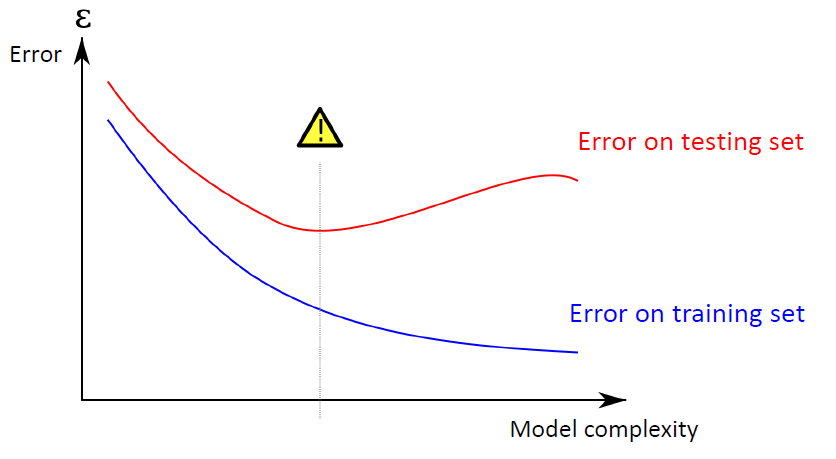 ε
Error
!
Error on testing set
Error on training set
Model complexity